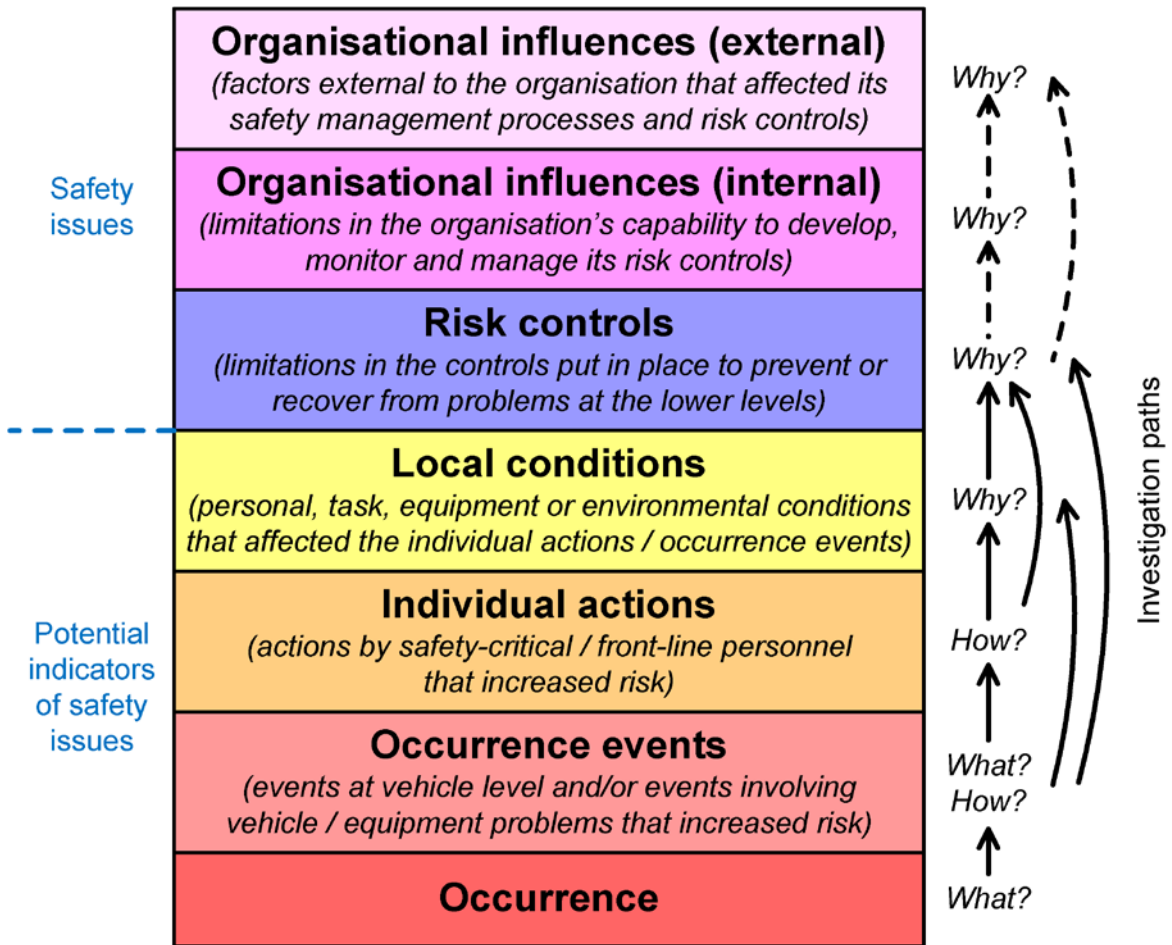 Organisational influences (external)
(factors external to the organisation that affected its
safety management processes and risk controls)
Why?
Safety
issues
Organisational influences (internal)
(limitations in the organisation’s capability to develop,
monitor and manage its risk controls)
Why?
Risk controls
(limitations in the controls put in place to prevent or
recover from problems at the lower levels)
Why?
Local conditions
(personal, task, equipment or environmental conditions
that affected the individual actions / occurrence events)
Why?
Investigation paths
Potential
indicators
of safety
issues
Individual actions
(actions by safety-critical / front-line personnel
that increased risk)
How?
Occurrence events
(events at vehicle level and/or events involving
vehicle / equipment problems that increased risk)
What?
How?
Occurrence
What?